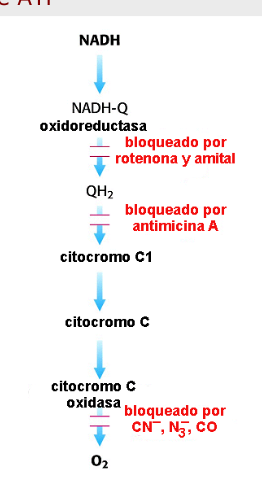 NADH
NADH-Q
oxidoreductasa
bloqueado por
rotenona y amital
QH₂
bloqueado por
antimicina A
citocromo C1
citocromo C
citocromo C
oxidasa
bloqueado por
CN⁻, N₃⁻, CO
O₂